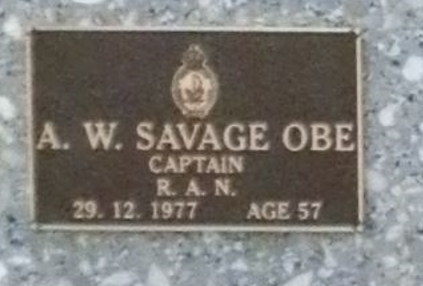 A. W. SAVAGE OBE
CAPTAIN
R. A. N.
29. 12. 1977 AGE 57